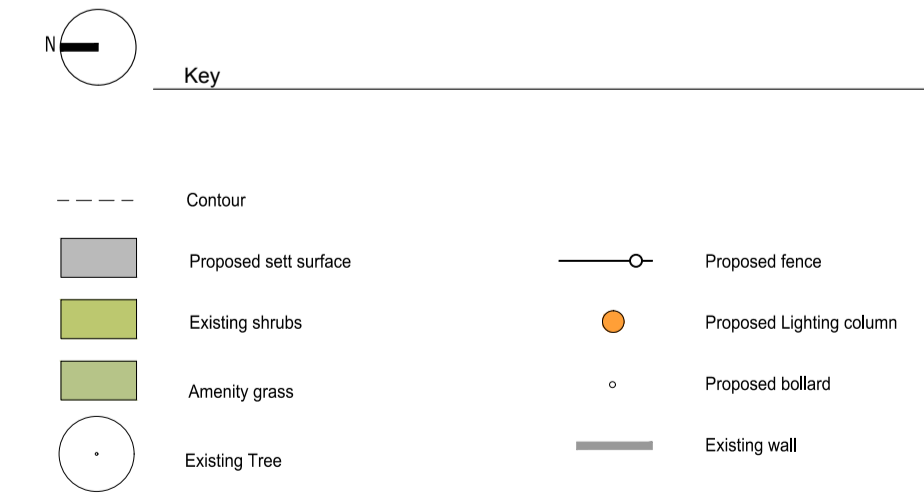 N
Key
Contour
Proposed sett surface
Existing shrubs
Amenity grass
Existing Tree
Proposed fence
Proposed Lighting column
Proposed bollard
Existing wall